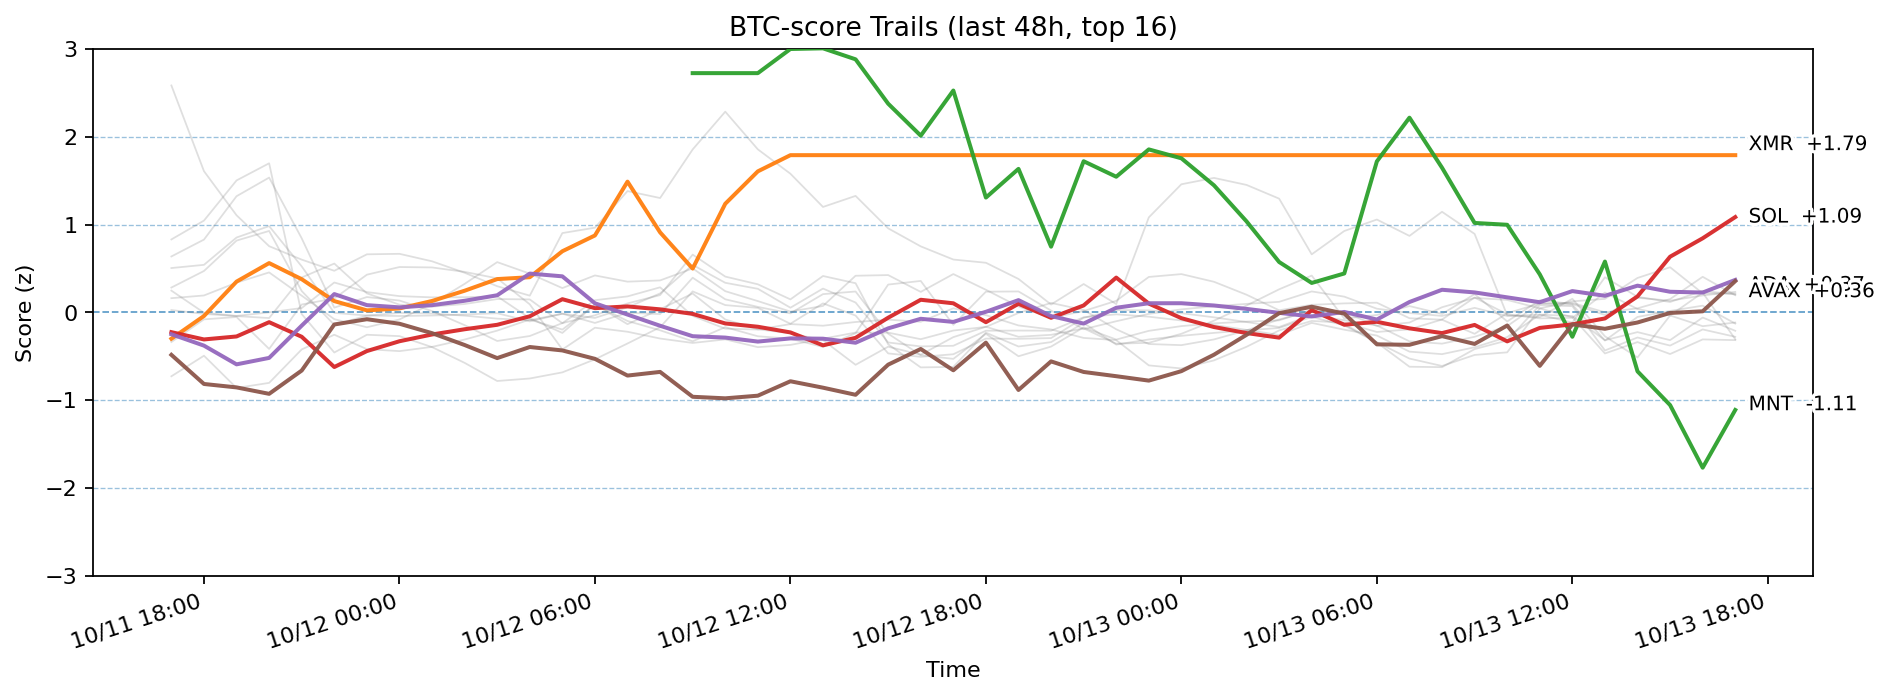 BTC-score Trails (last 48h, top 16)
Score (z)
3
2
1
0
−1
−2
−3
XMR +1.79
SOL +1.09
AVAX +0.36
MNT -1.11
10/11 18:00
10/12 00:00
10/12 06:00
10/12 12:00
10/12 18:00
10/13 00:00
10/13 06:00
10/13 12:00
10/13 18:00
Time